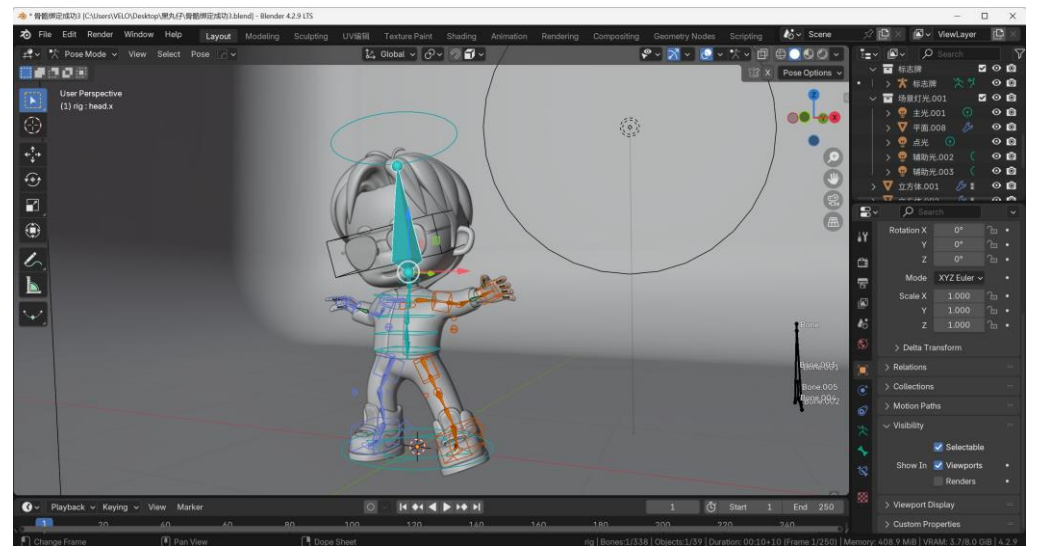 * 骨骼绑定成功3 [C:\Users\VELO\Desktop\黑丸仔\骨骼绑定成功3.blend] - Blender 4.2.9 LTS
File Edit Render Window Help Layout Modeling Sculpting UV编辑 Texture Paint Shading Animation Rendering Compositing Geometry Nodes Scripting Scene ViewLayer
Pose Mode View Select Pose Global Search
X Pose Options
User Perspective
(1) rig : head.x
Z
标志牌
标志牌
场景灯光.001
主光.001
平面.008
点光
辅助光.002
辅助光.003
立方体.001
Search
Rotation X 0°
Y 0°
Z 0°
Mode XYZ Euler
Scale X 1.000
Y 1.000
Z 1.000
Delta Transform
Relations
Collections
Motion Paths
Visibility
Selectable
Show In Viewports
Renders
Viewport Display
Custom Properties
Bone
Bone.005
Playback Keying View Marker 1 Start 1 End 250
1 20 40 60 80 100 120 140 160 180 200 220 240
Change Frame Pan View Dope Sheet rig | Bones:1/338 | Objects:1/39 | Duration: 00:10+10 (Frame 1/250) | Memory: 408.9 MiB | VRAM: 3.7/8.0 GiB | 4.2.9